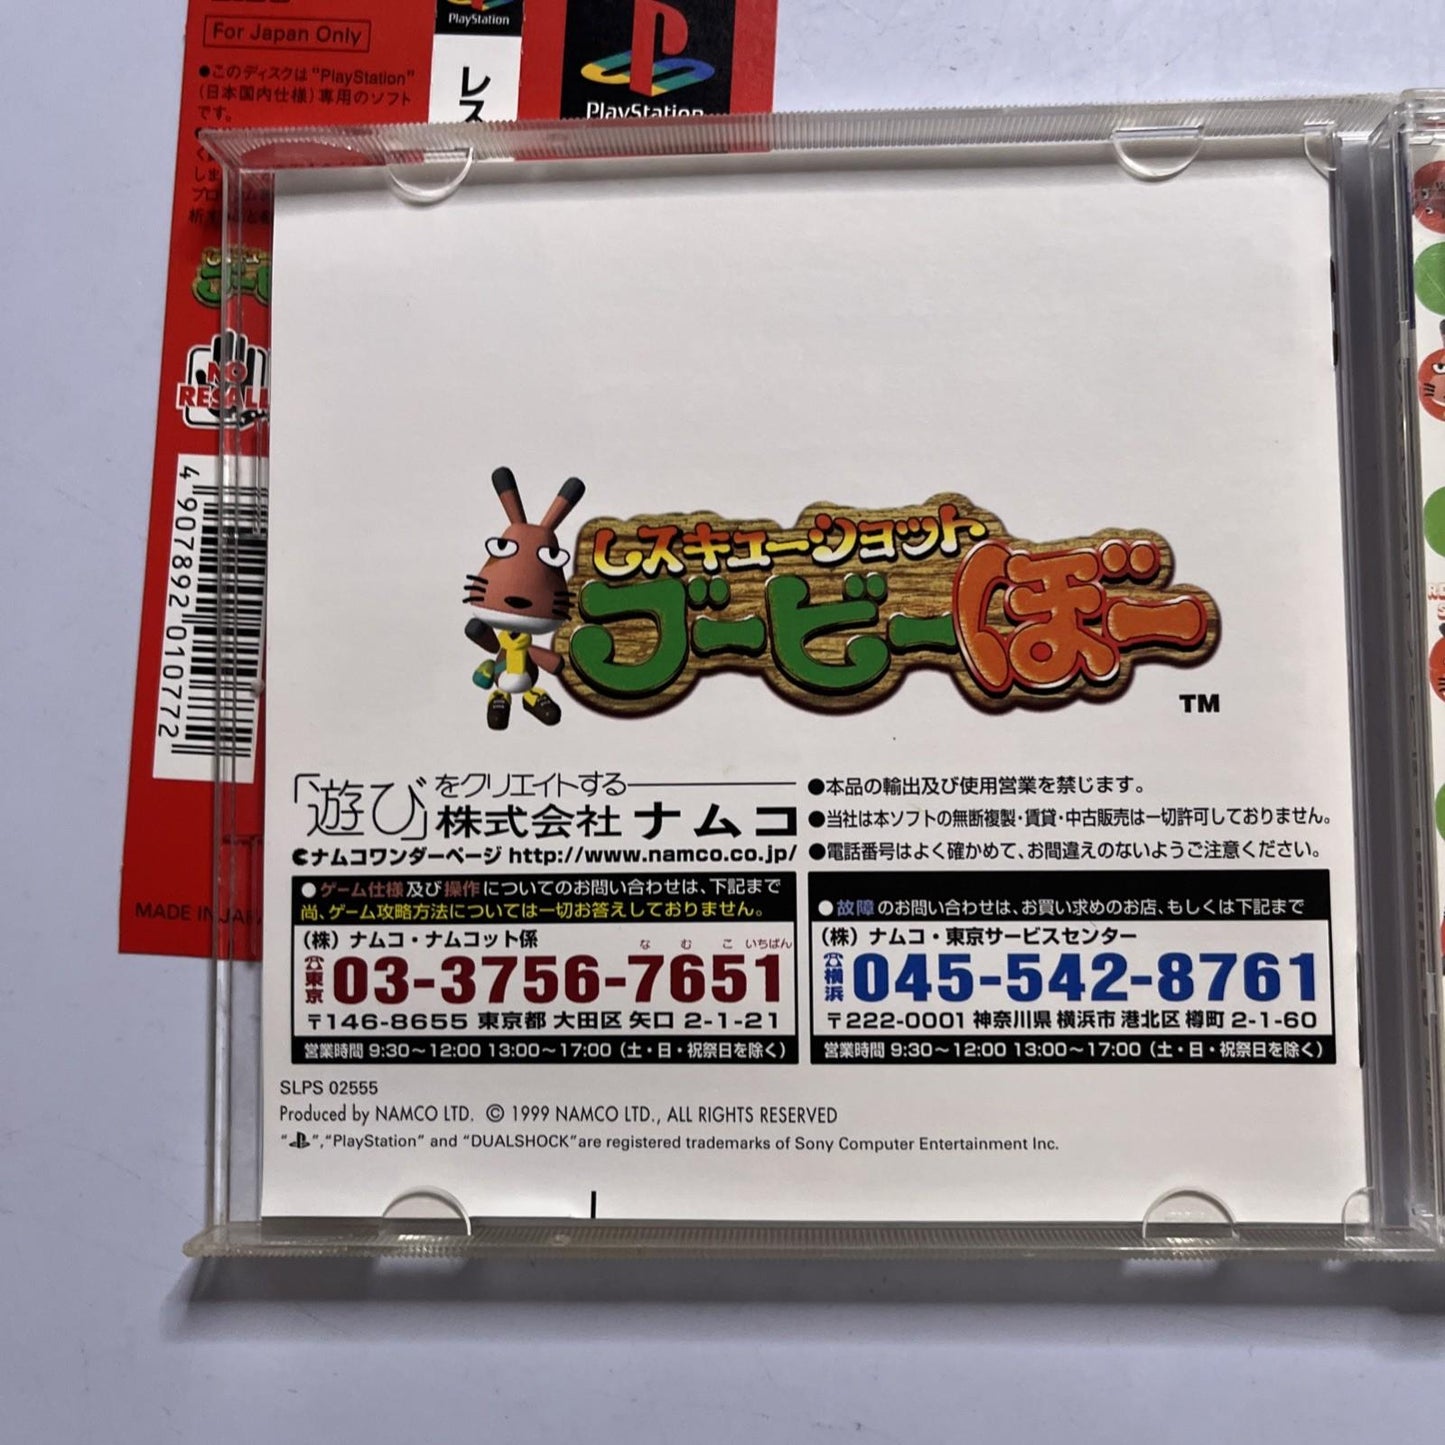 For Japan Only
●このディスクは"PlayStation"
(日本国内仕様)専用のソフト
です。
PlayStation
レス
PlayStation
NO
RESALE
4 907892 010772
MADE IN JAPAN
レスキューショット
ブービーぼー
TM
「遊び」をクリエイトする
株式会社ナムコ
ナムコワンダーページ http://www.namco.co.jp/
●本品の輸出及び使用営業を禁じます。
●当社は本ソフトの無断複製・賃貸・中古販売は一切許可しておりません。
●電話番号はよく確かめて、お間違えのないようご注意ください。
●ゲーム仕様及び操作についてのお問い合わせは、下記まで
尚、ゲーム攻略方法については一切お答えしておりません。
(株)ナムコ・ナムコット係
な む こ いちばん
☎東京 03-3756-7651
〒146-8655 東京都 大田区 矢口 2-1-21
営業時間 9:30～12:00 13:00～17:00(土・日・祝祭日を除く)
●故障のお問い合わせは、お買い求めのお店、もしくは下記まで
(株)ナムコ・東京サービスセンター
☎横浜 045-542-8761
〒222-0001 神奈川県 横浜市 港北区 樽町 2-1-60
営業時間 9:30～12:00 13:00～17:00(土・日・祝祭日を除く)
SLPS 02555
Produced by NAMCO LTD. © 1999 NAMCO LTD., ALL RIGHTS RESERVED
" ","PlayStation" and "DUALSHOCK"are registered trademarks of Sony Computer Entertainment Inc.